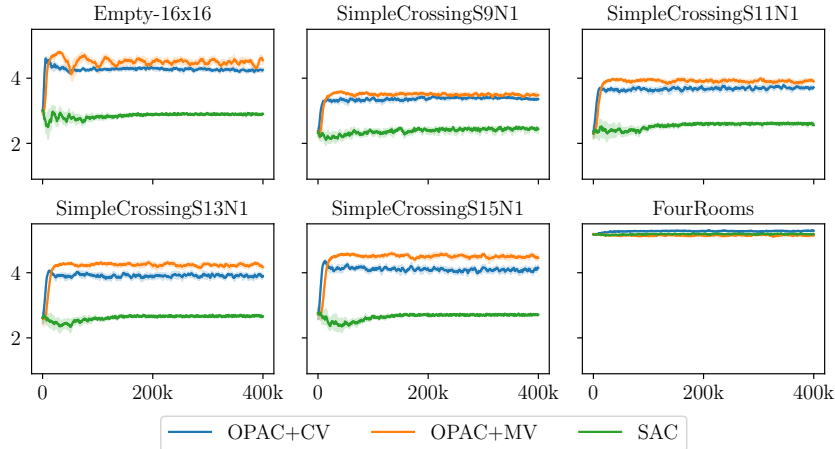 Empty-16x16 SimpleCrossingS9N1 SimpleCrossingS11N1
4
2
SimpleCrossingS13N1 SimpleCrossingS15N1 FourRooms
4
2
0 200k 400k 0 200k 400k 0 200k 400k
OPAC+CV OPAC+MV SAC